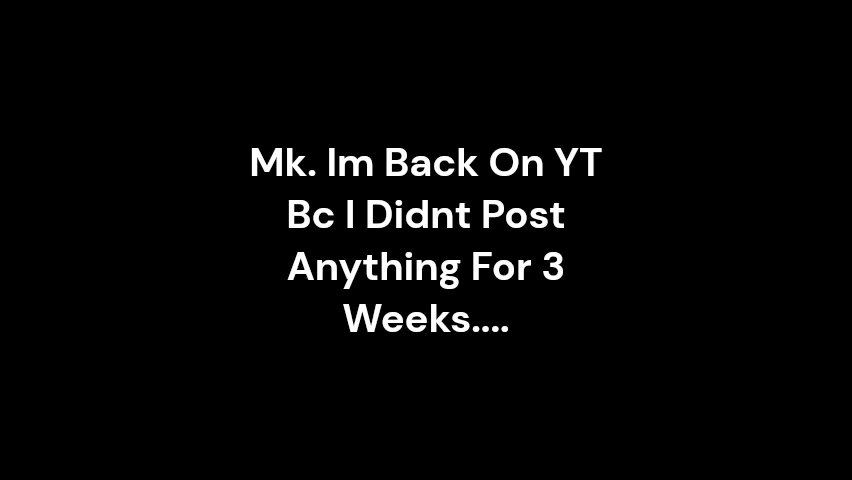 Mk. Im Back On YT
Bc I Didnt Post
Anything For 3
Weeks....